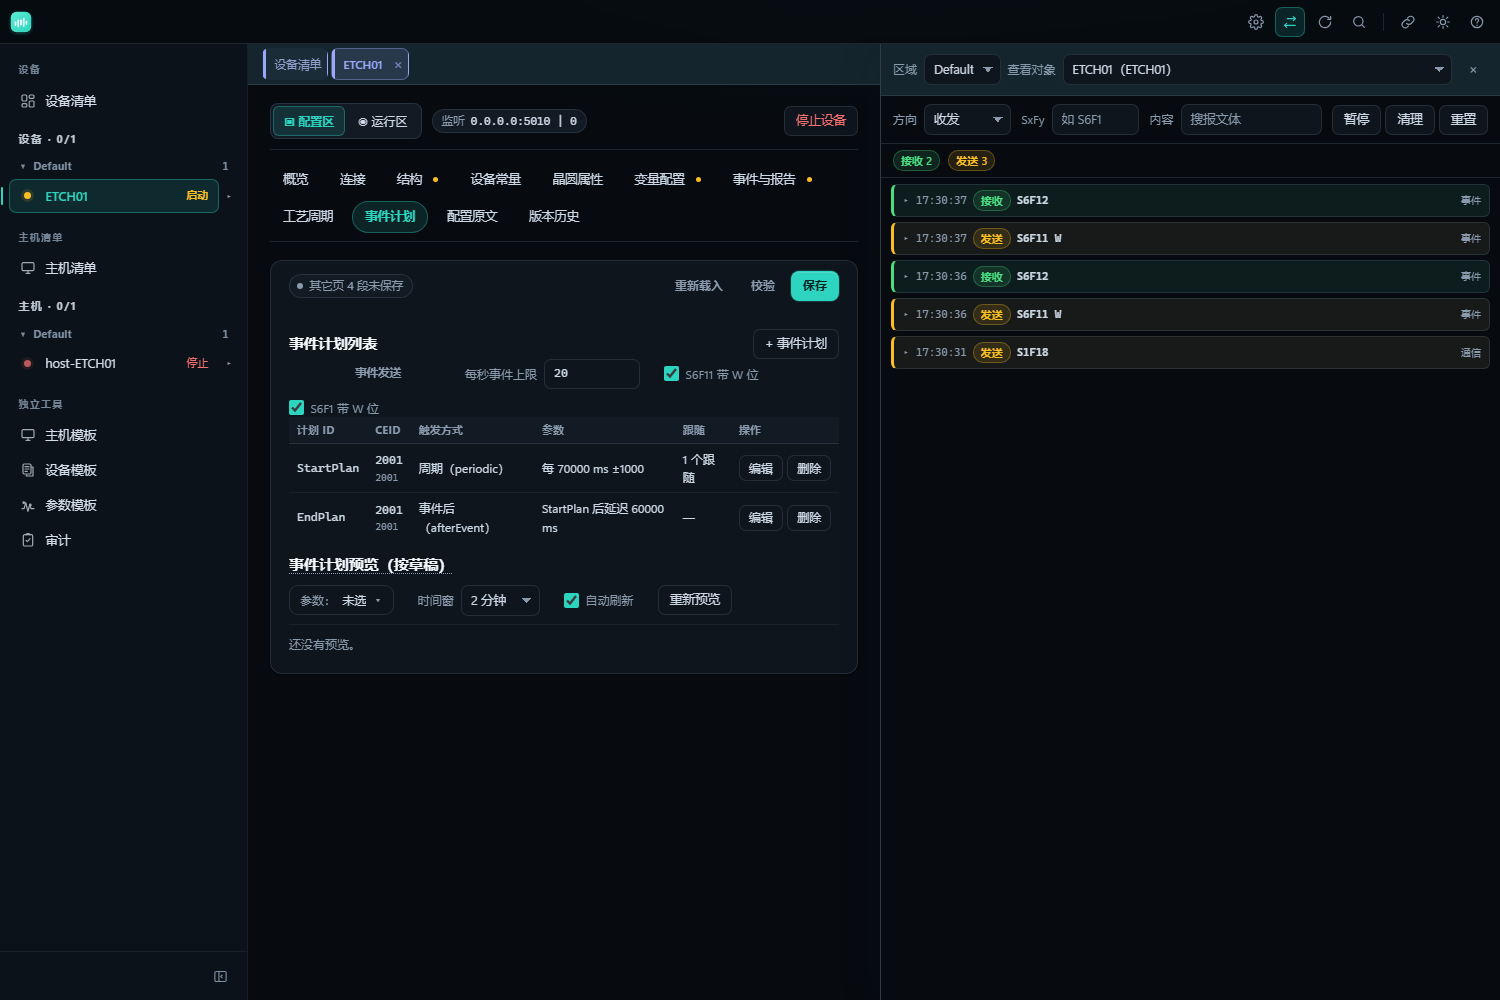 设备
设备清单
设备 · 0/1
Default 1
ETCH01 启动
主机清单
主机清单
主机 · 0/1
Default 1
host-ETCH01 停止
独立工具
主机模板
设备模板
参数模板
审计
设备清单 ETCH01 ×
配置区 运行区 监听 0.0.0.0:5010 | 0 停止设备
概览 连接 结构 设备常量 晶圆属性 变量配置 事件与报告
工艺周期 事件计划 配置原文 版本历史
其它页 4 段未保存 重新载入 校验 保存
事件计划列表 + 事件计划
事件发送 每秒事件上限 20 S6F11 带 W 位
S6F1 带 W 位
计划 ID CEID 触发方式 参数 跟随 操作
StartPlan 2001 2001 周期（periodic） 每 70000 ms ±1000 1 个跟随 编辑 删除
EndPlan 2001 2001 事件后（afterEvent） StartPlan 后延迟 60000 ms — 编辑 删除
事件计划预览（按草稿）
参数： 未选 时间窗 2 分钟 自动刷新 重新预览
还没有预览。
区域 Default 查看对象 ETCH01（ETCH01） ×
方向 收发 SxFy 如 S6F1 内容 搜报文体 暂停 清理 重置
接收 2 发送 3
17:30:37 接收 S6F12 事件
17:30:37 发送 S6F11 W 事件
17:30:36 接收 S6F12 事件
17:30:36 发送 S6F11 W 事件
17:30:31 发送 S1F18 通信